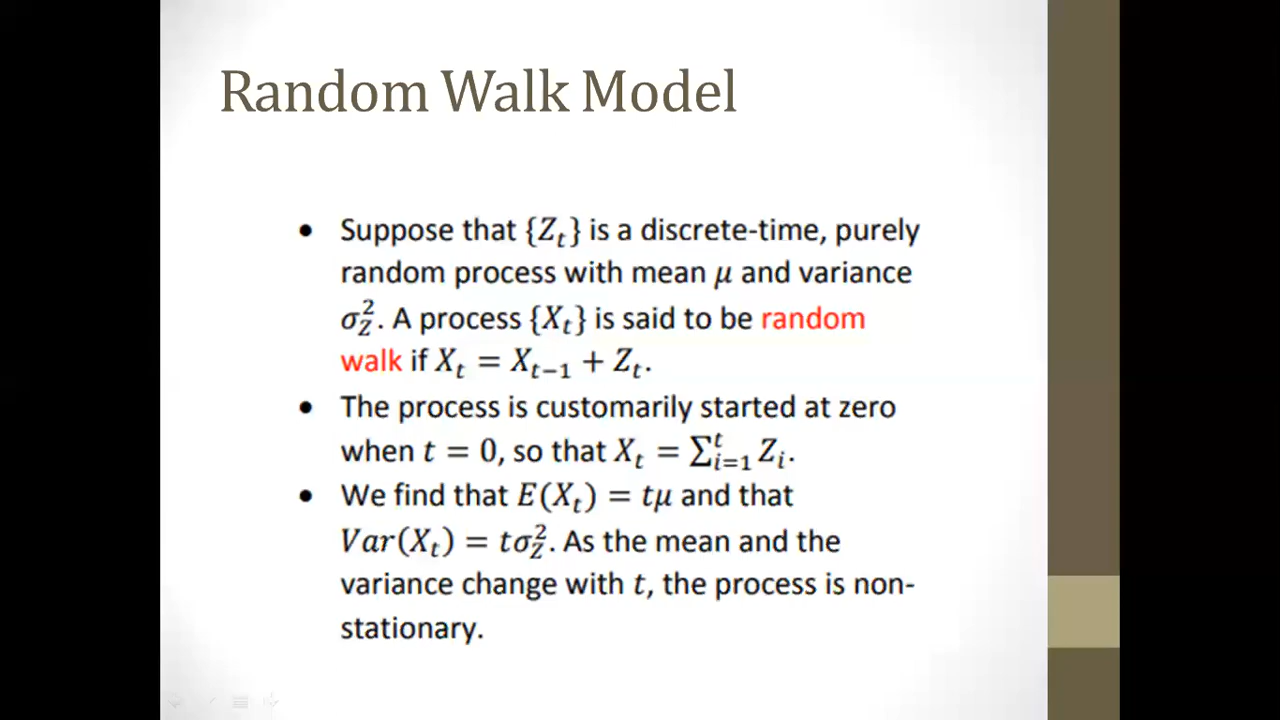 Random Walk Model
• Suppose that {Z_t} is a discrete-time, purely
random process with mean μ and variance
σ_Z^2. A process {X_t} is said to be random
walk if X_t = X_{t−1} + Z_t.
• The process is customarily started at zero
when t = 0, so that X_t = ∑_{i=1}^t Z_i.
• We find that E(X_t) = tμ and that
Var(X_t) = tσ_Z^2. As the mean and the
variance change with t, the process is non-
stationary.